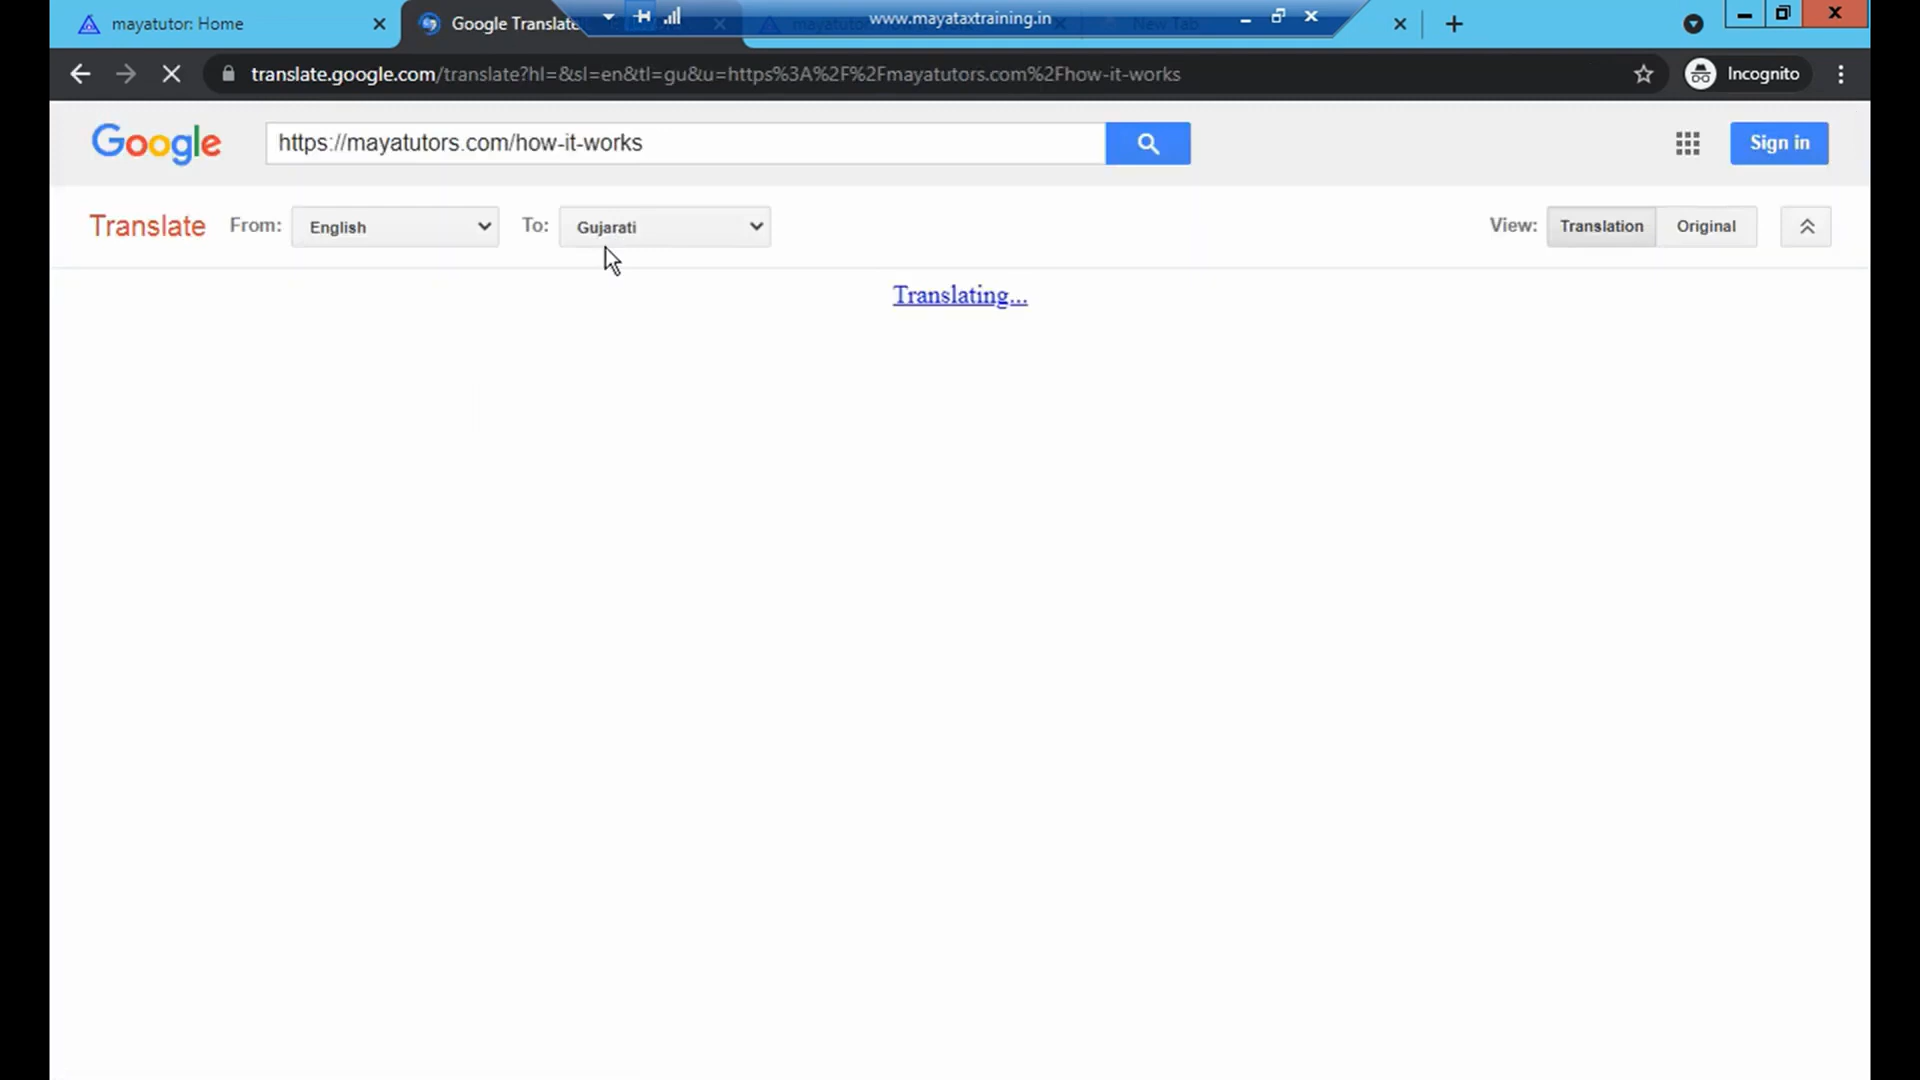 mayatutor: Home
Google Translate
www.mayataxtraining.in
New Tab
translate.google.com/translate?hl=&sl=en&tl=gu&u=https%3A%2F%2Fmayatutors.com%2Fhow-it-works
Incognito
Google
https://mayatutors.com/how-it-works
Sign in
Translate From: English To: Gujarati View: Translation Original
Translating...